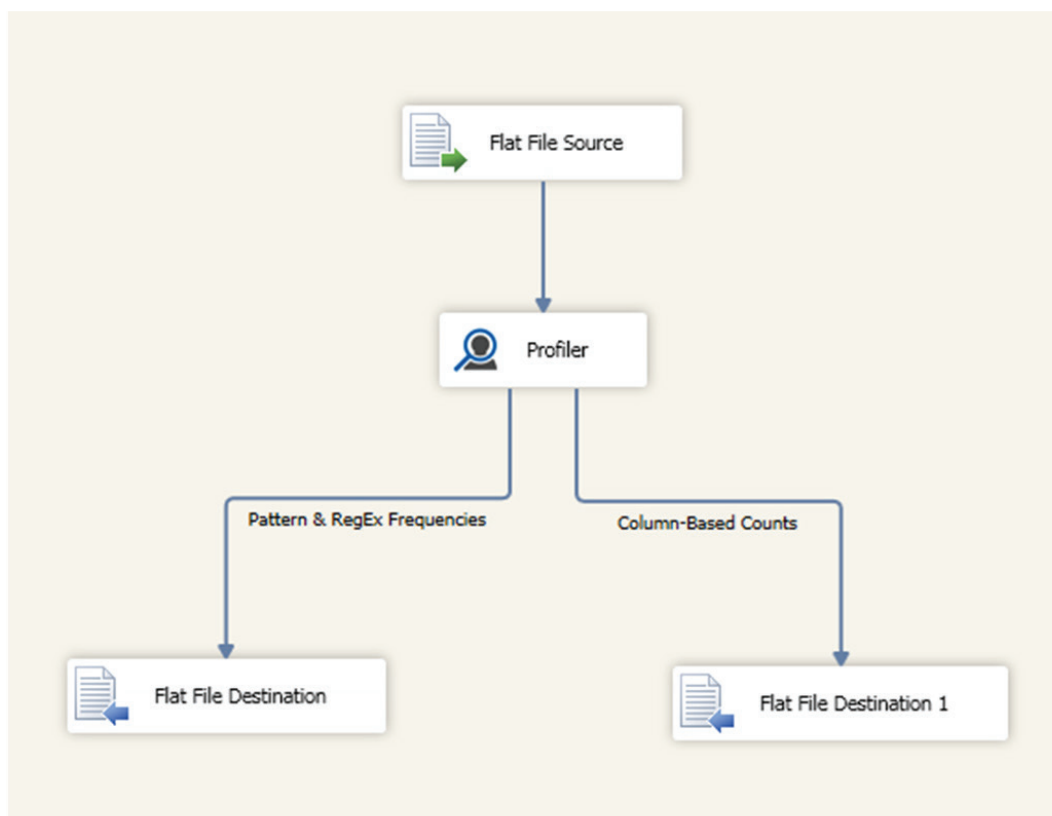 Flat File Source
Profiler
Pattern & RegEx Frequencies
Column-Based Counts
Flat File Destination
Flat File Destination 1